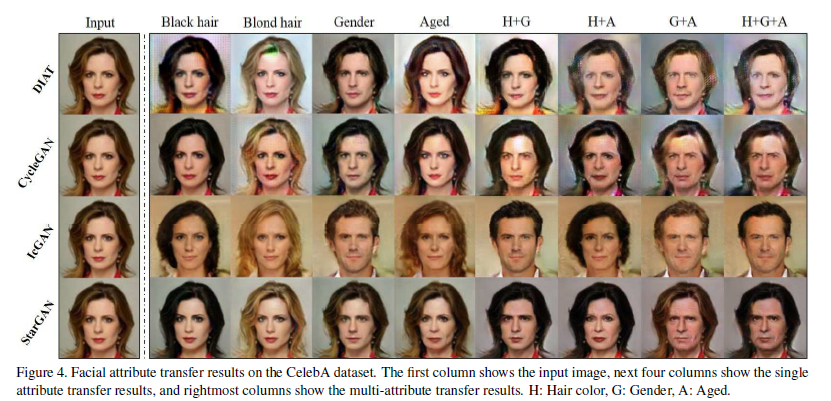 Input Black hair Blond hair Gender Aged H+G H+A G+A H+G+A
DIAT
CycleGAN
IcGAN
StarGAN
Figure 4. Facial attribute transfer results on the CelebA dataset. The first column shows the input image, next four columns show the single
attribute transfer results, and rightmost columns show the multi-attribute transfer results. H: Hair color, G: Gender, A: Aged.